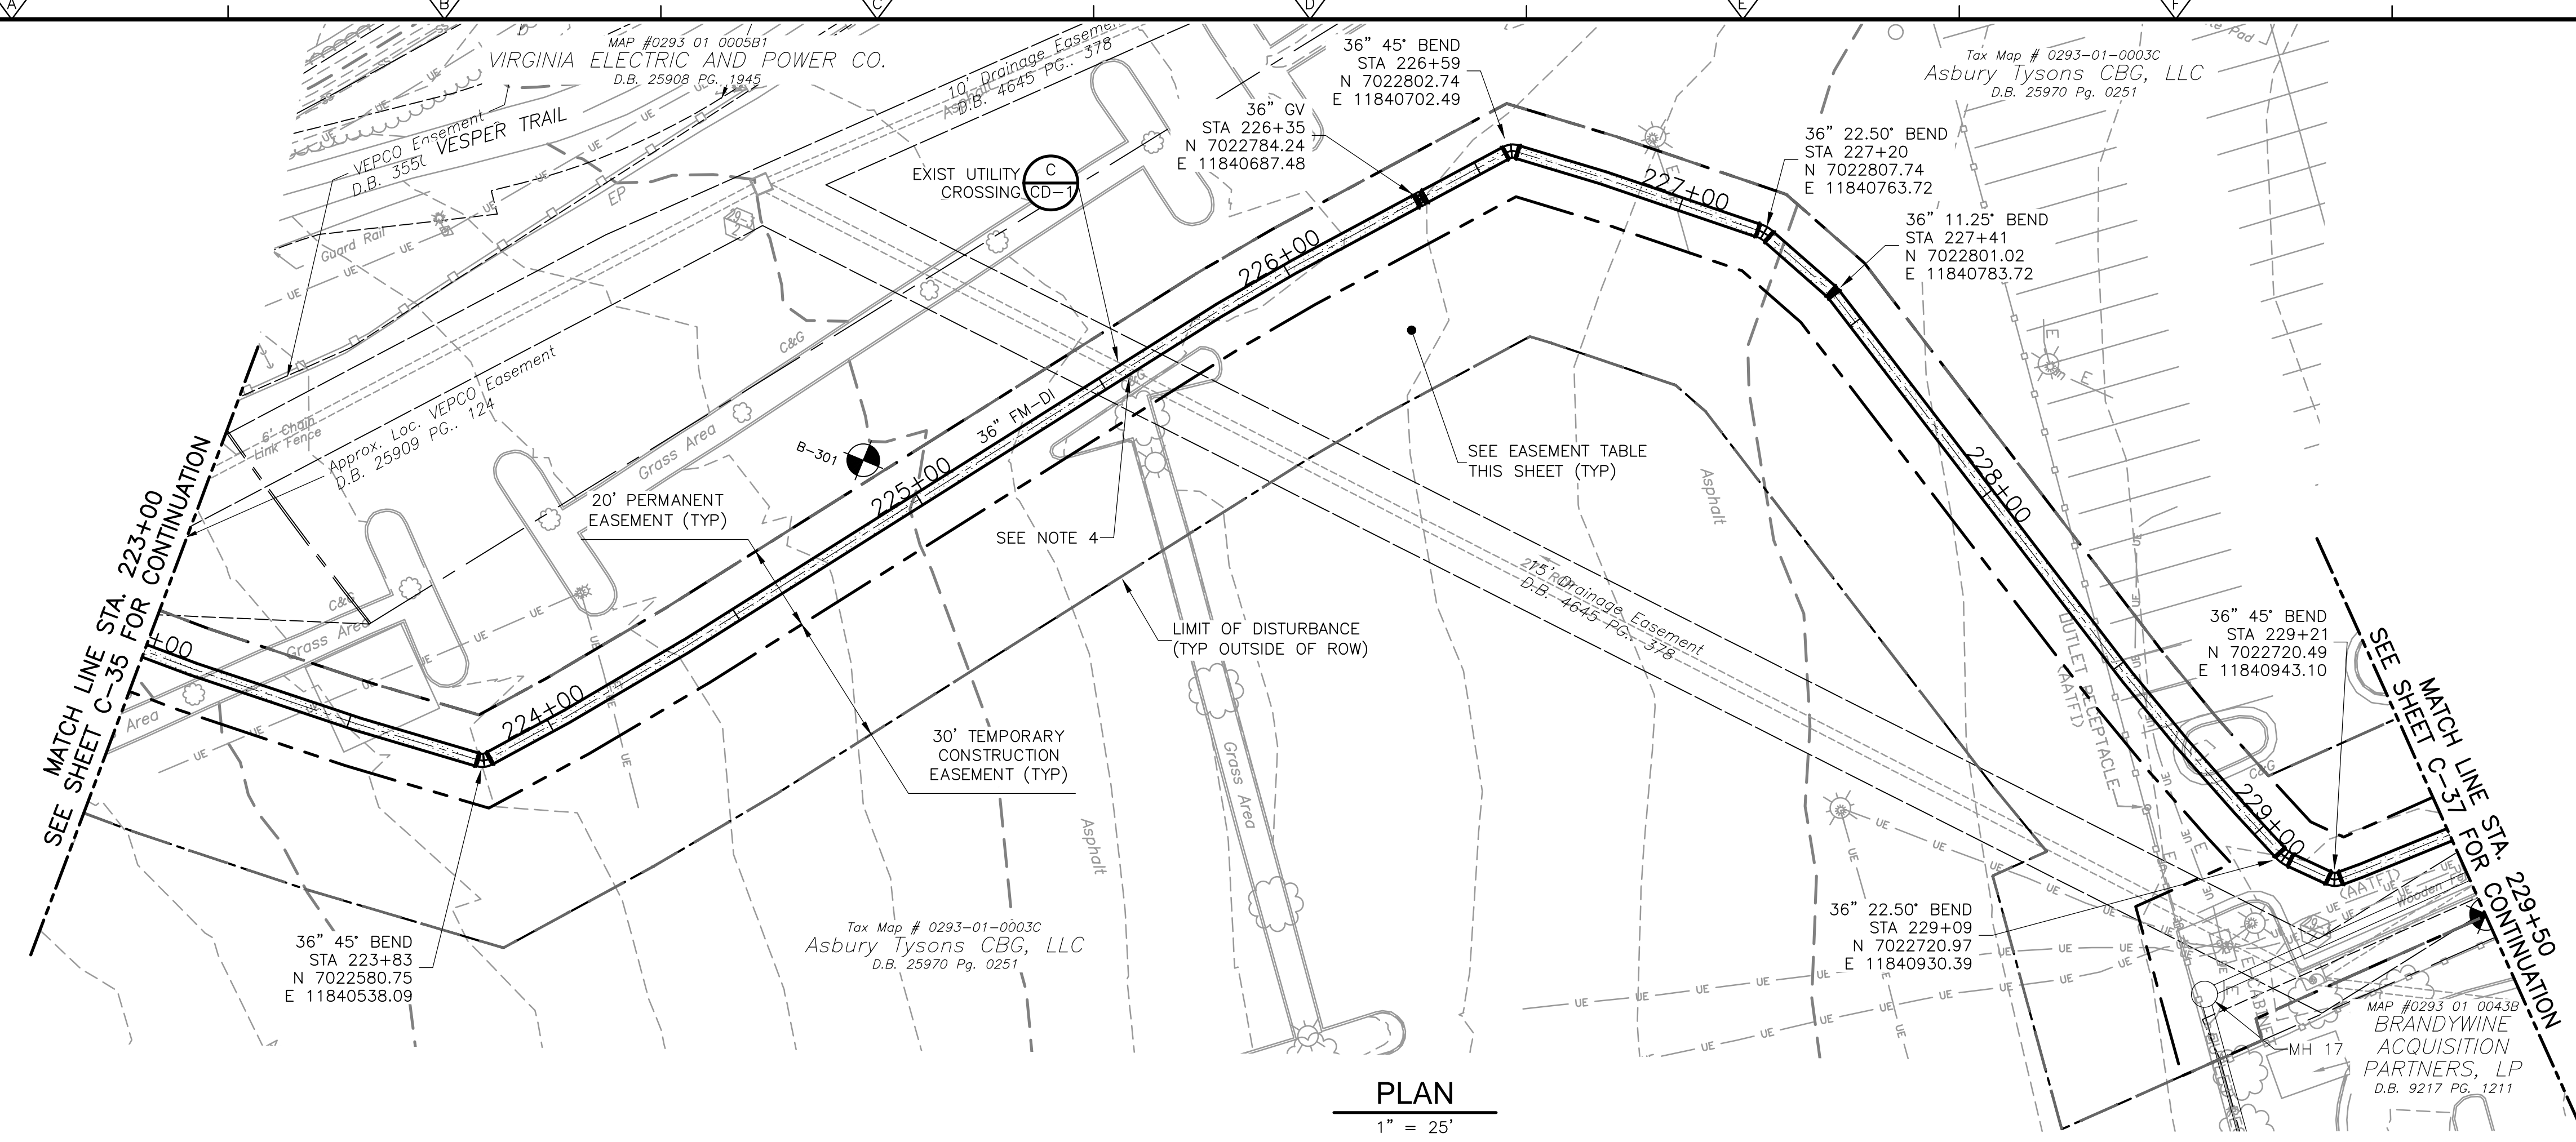 A
B
C
D
E
F
MAP #0293 01 0005B1
VIRGINIA ELECTRIC AND POWER CO.
D.B. 25908 PG. 1945
10' Drainage Easement
D.B. 4645 PG.. 378
VEPCO Easement
D.B. 355
VESPER TRAIL
EP
Guard Rail
UE
EXIST UTILITY
CROSSING
C
CD-1
36" GV
STA 226+35
N 7022784.24
E 11840687.48
36" 45° BEND
STA 226+59
N 7022802.74
E 11840702.49
36" 22.50° BEND
STA 227+20
N 7022807.74
E 11840763.72
36" 11.25° BEND
STA 227+41
N 7022801.02
E 11840783.72
Tax Map # 0293-01-0003C
Asbury Tysons CBG, LLC
D.B. 25970 Pg. 0251
Pad
6' Chain
Link Fence
Approx. Loc. VEPCO Easement
D.B. 25909 PG.. 124
C&G
Grass Area
B-301
36" FM-DI
224+00
225+00
226+00
227+00
228+00
229+00
+00
20' PERMANENT
EASEMENT (TYP)
SEE NOTE 4
SEE EASEMENT TABLE
THIS SHEET (TYP)
Asphalt
15' Drainage Easement
D.B. 4645 PG.. 378
LIMIT OF DISTURBANCE
(TYP OUTSIDE OF ROW)
30' TEMPORARY
CONSTRUCTION
EASEMENT (TYP)
C&G
Grass Area
Area
MATCH LINE STA. 223+00
SEE SHEET C-35 FOR CONTINUATION
36" 45° BEND
STA 223+83
N 7022580.75
E 11840538.09
Tax Map # 0293-01-0003C
Asbury Tysons CBG, LLC
D.B. 25970 Pg. 0251
Asphalt
Grass Area
OUTLET RECEPTACLE
(AATFI)
36" 45° BEND
STA 229+21
N 7022720.49
E 11840943.10
C&G
36" 22.50° BEND
STA 229+09
N 7022720.97
E 11840930.39
(AATFI)
Wooden
MATCH LINE STA. 229+50
SEE SHEET C-37 FOR CONTINUATION
MH 17
MAP #0293 01 0043B
BRANDYWINE
ACQUISITION
PARTNERS, LP
D.B. 9217 PG. 1211
PLAN
1" = 25'